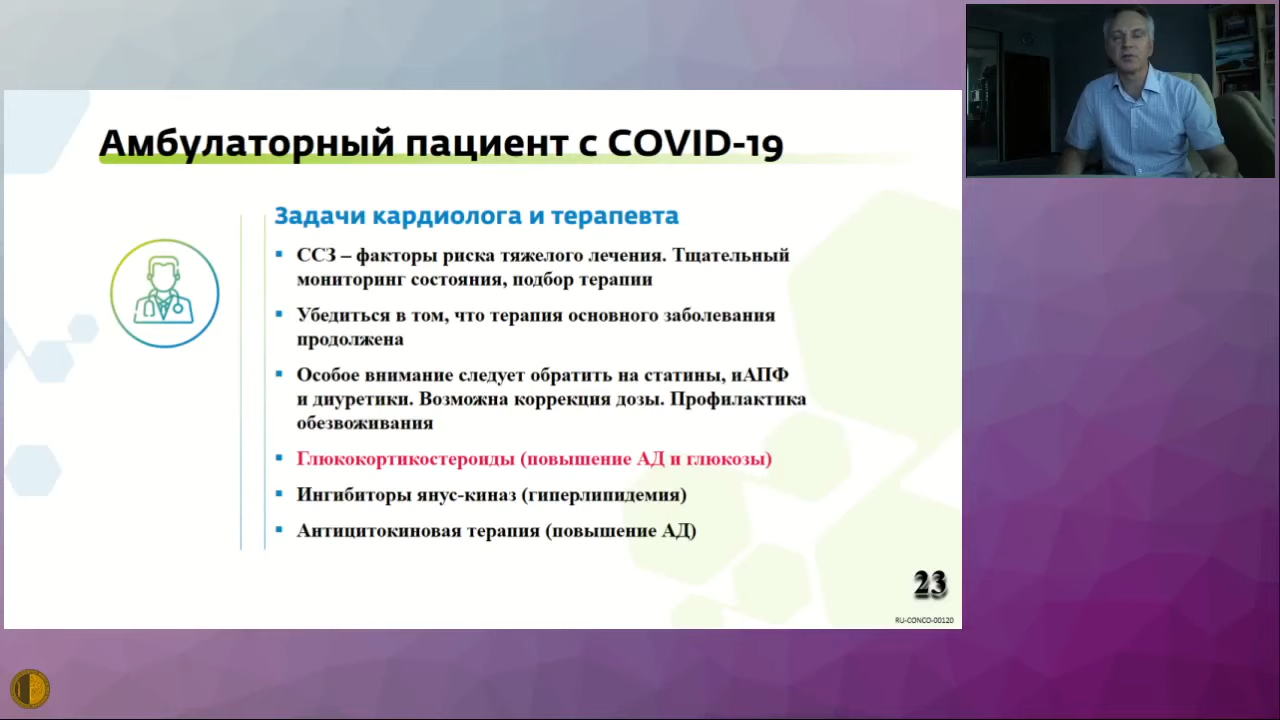 Амбулаторный пациент с COVID-19
Задачи кардиолога и терапевта
ССЗ – факторы риска тяжелого лечения. Тщательный
мониторинг состояния, подбор терапии
Убедиться в том, что терапия основного заболевания
продолжена
Особое внимание следует обратить на статины, иАПФ
и диуретики. Возможна коррекция дозы. Профилактика
обезвоживания
Глюкокортикостероиды (повышение АД и глюкозы)
Ингибиторы янус-киназ (гиперлипидемия)
Антицитокиновая терапия (повышение АД)
23
RU-CONCO-00120